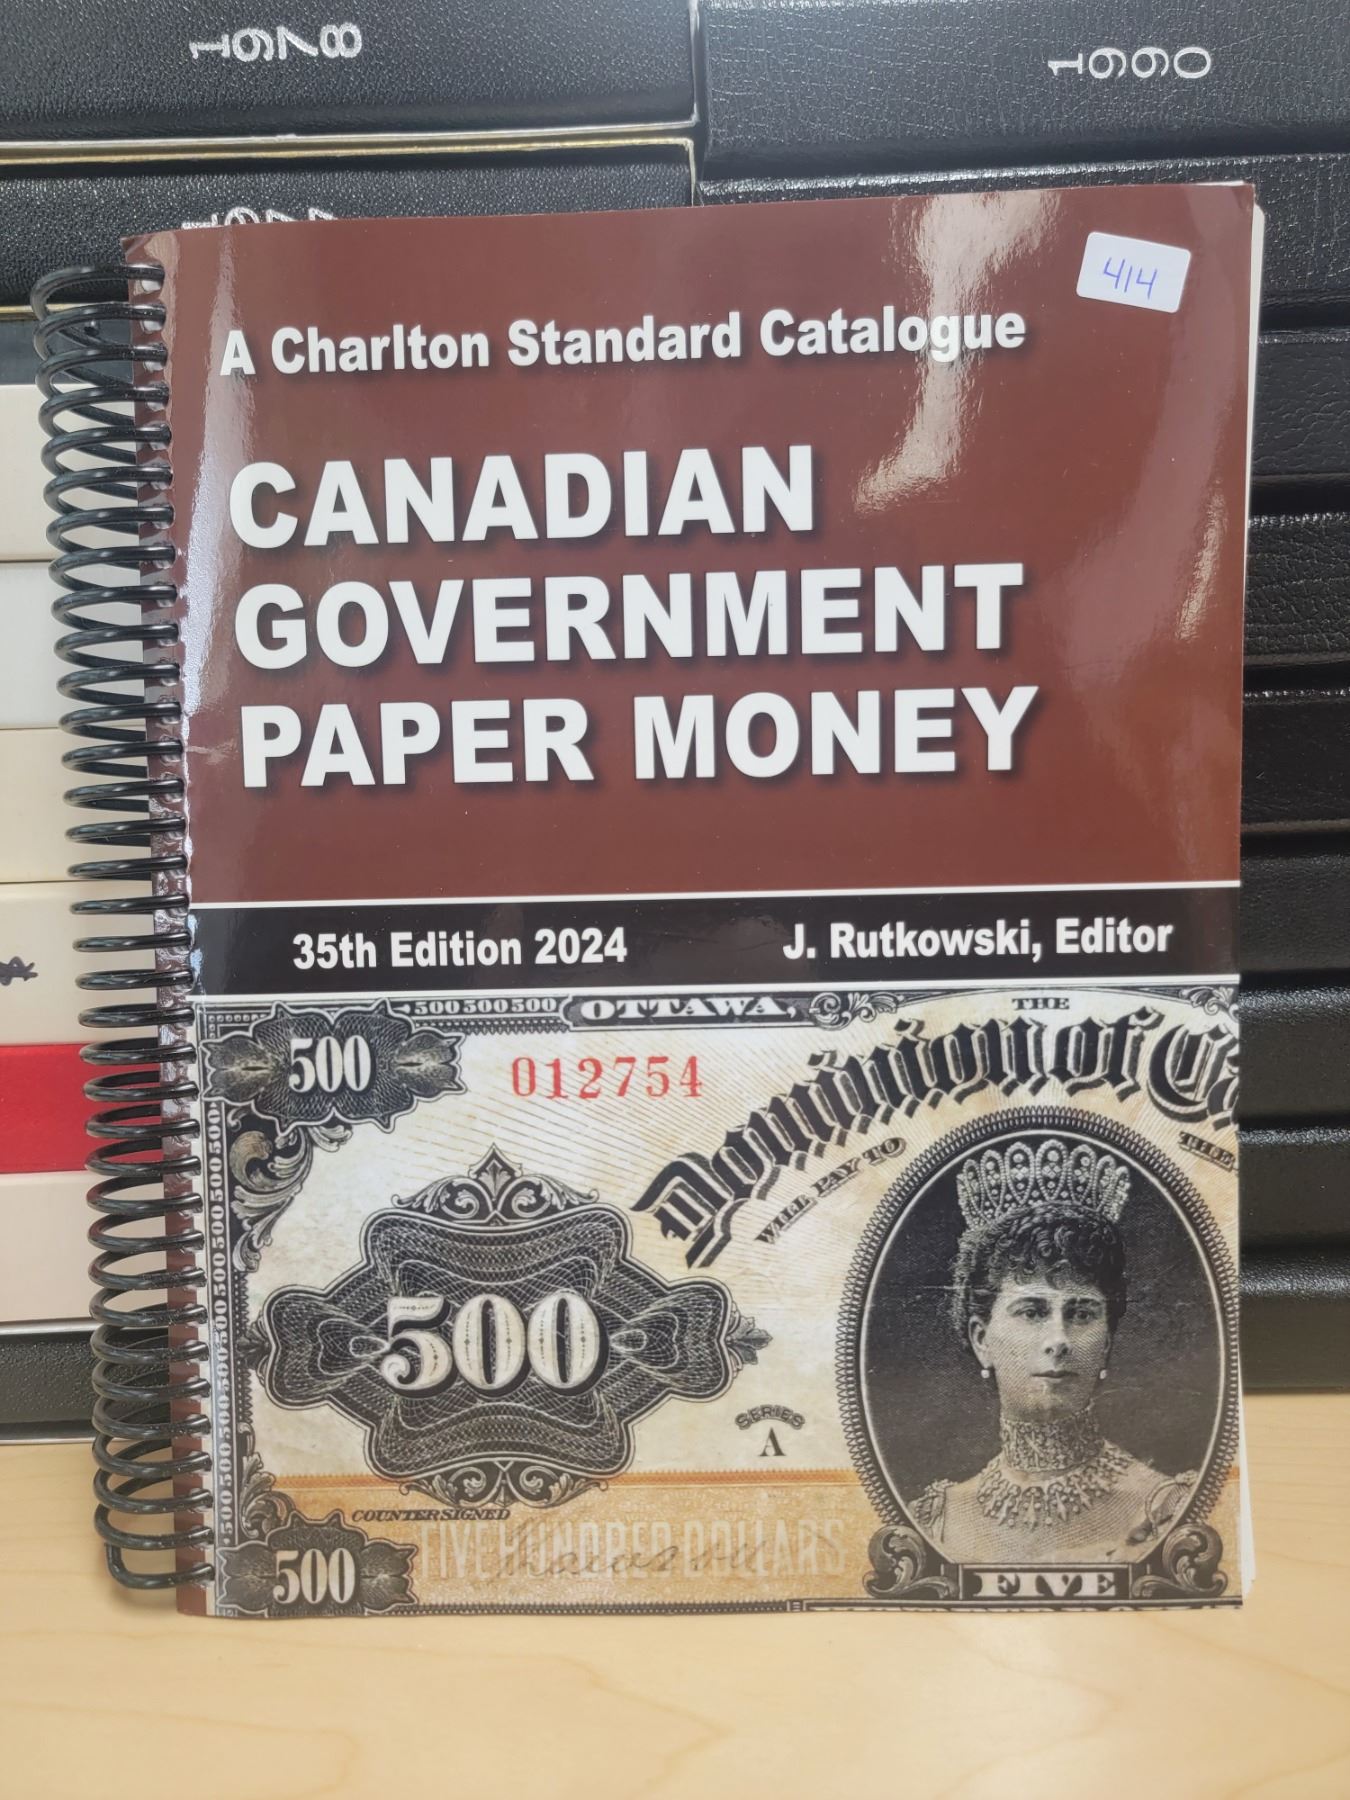 1978
1990
414
A Charlton Standard Catalogue
CANADIAN
GOVERNMENT
PAPER MONEY
35th Edition 2024
J. Rutkowski, Editor
500500500
OTTAWA,
THE
500
012754
Dominion of Ca
WILL PAY TO
THE
500
SERIES
A
COUNTERSIGNED
FIVE HUNDRED DOLLARS
500
FIVE